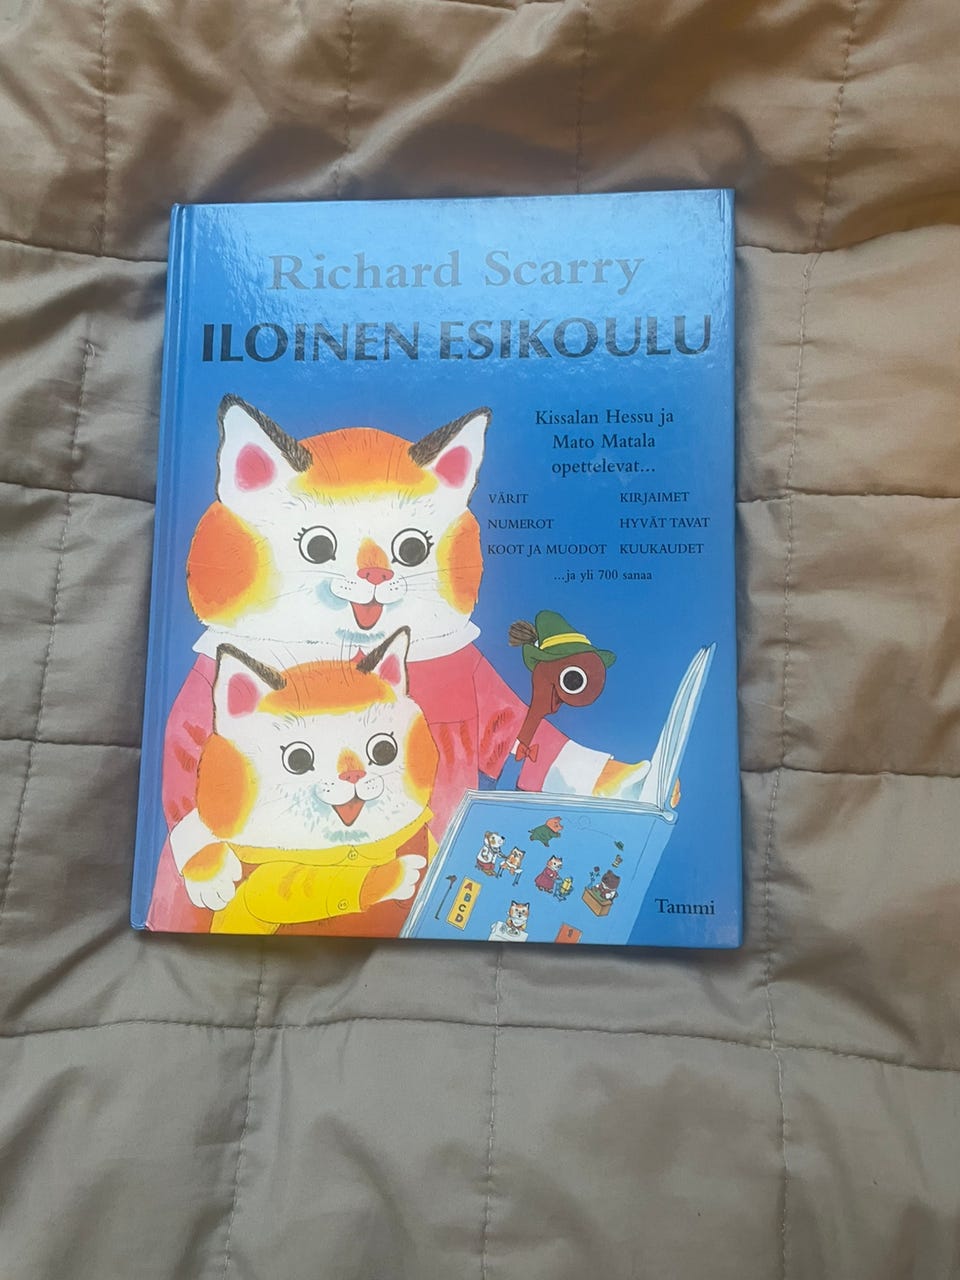 Richard Scarry
ILOINEN ESIKOULU
Kissalan Hessu ja
Mato Matala
opettelevat...
VÄRIT KIRJAIMET
NUMEROT HYVÄT TAVAT
KOOT JA MUODOT KUUKAUDET
...ja yli 700 sanaa
A
B
C
D
Tammi